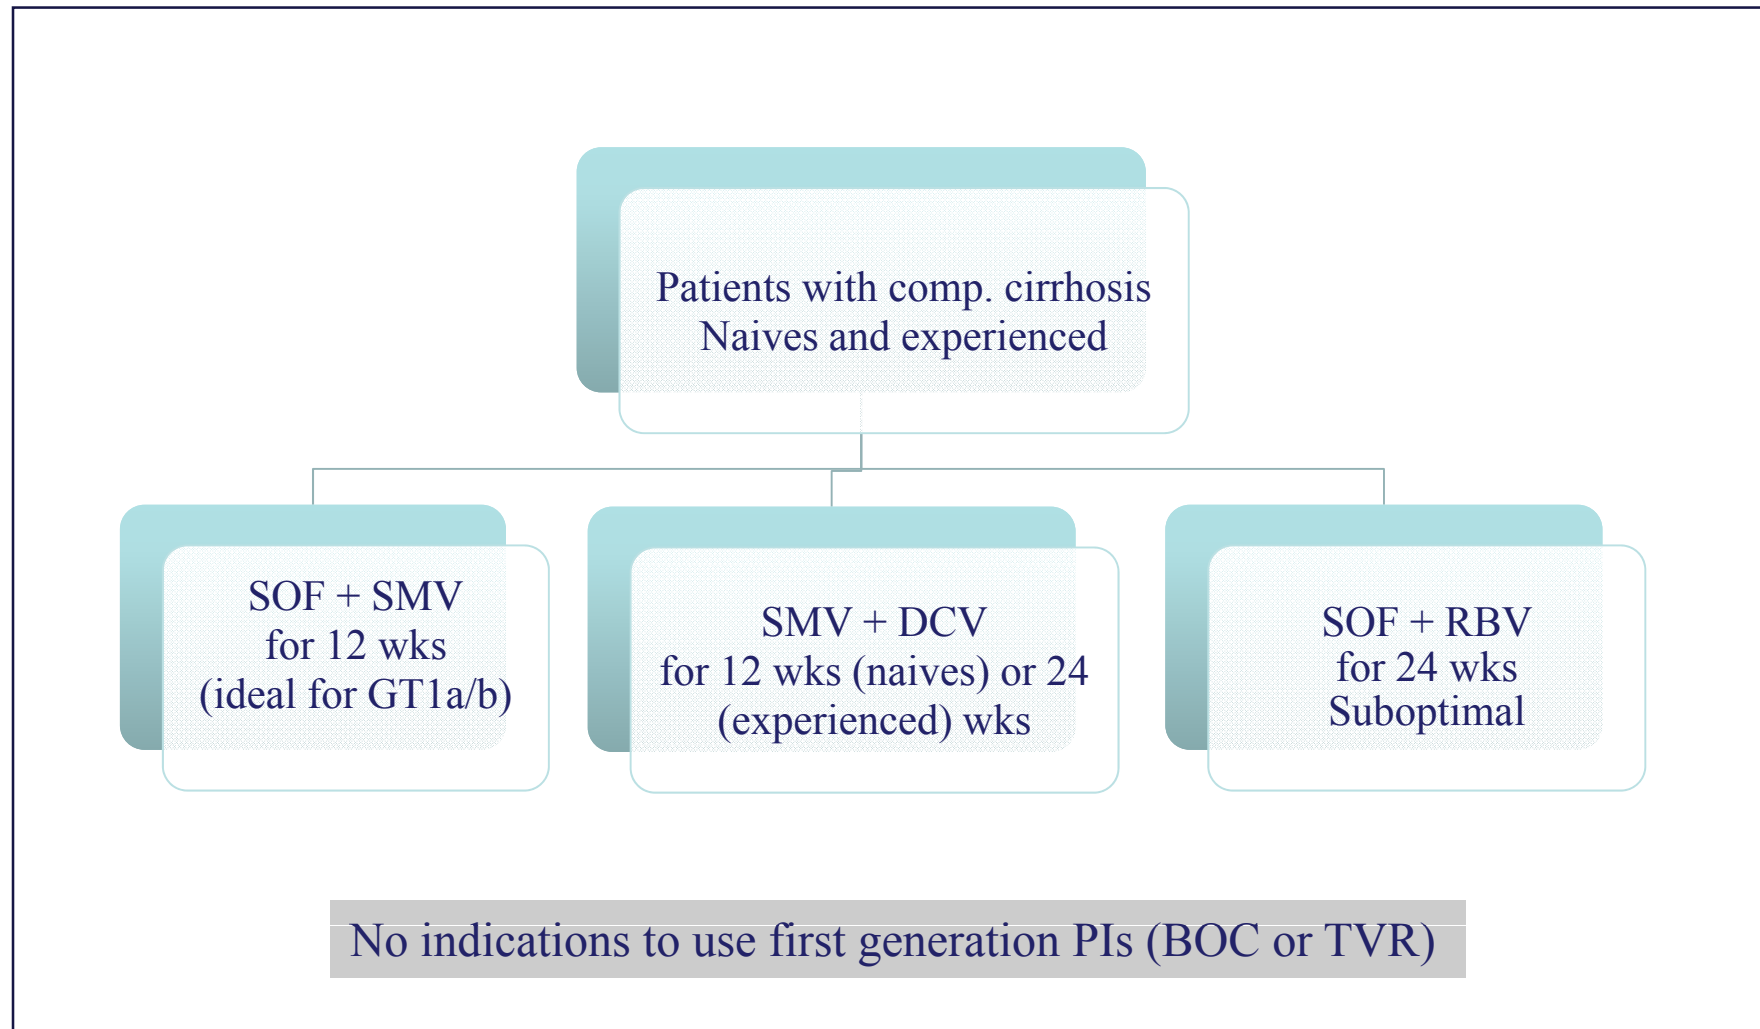 Patients with comp. cirrhosis
Naives and experienced
SOF + SMV
for 12 wks
(ideal for GT1a/b)
SMV + DCV
for 12 wks (naives) or 24
(experienced) wks
SOF + RBV
for 24 wks
Suboptimal
No indications to use first generation PIs (BOC or TVR)